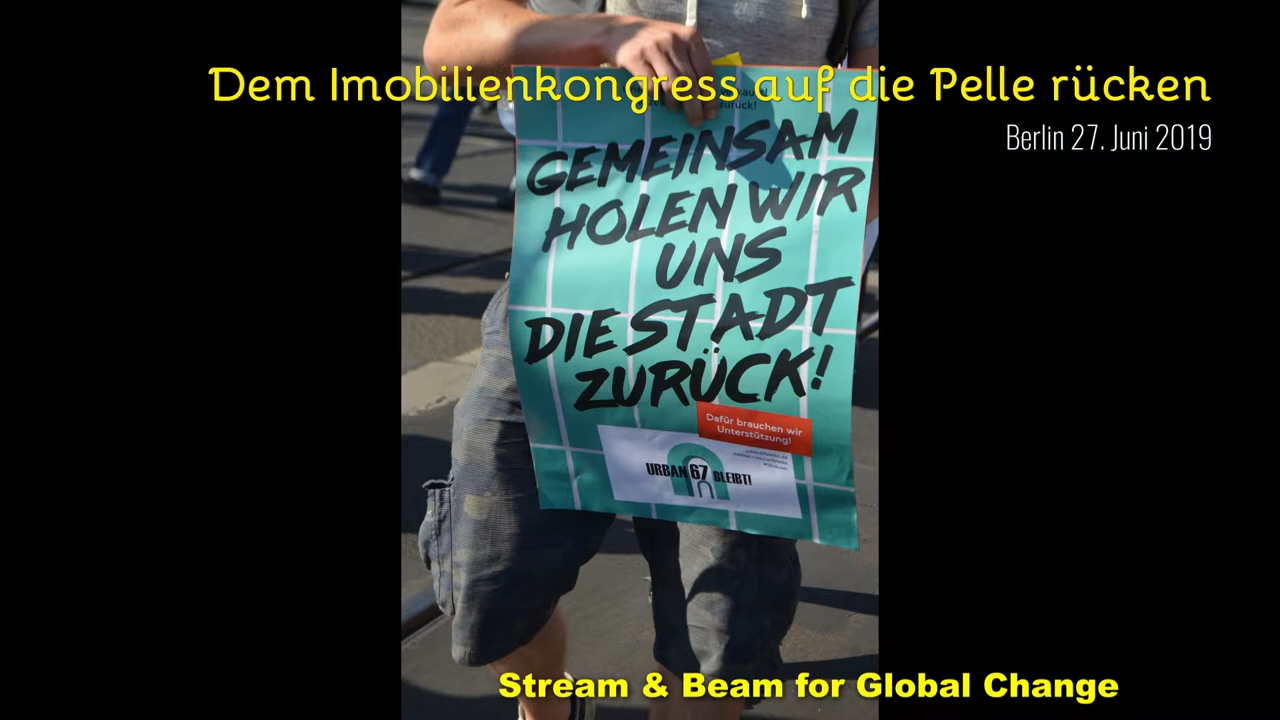 Dem Imobilienkongress auf die Pelle rücken
Berlin 27. Juni 2019
zurück!
GEMEINSAM
HOLEN WIR
UNS
DIE STADT
ZURÜCK!
Dafür brauchen wir
Unterstützung!
URBAN 67 BLEIBT!
Stream & Beam for Global Change